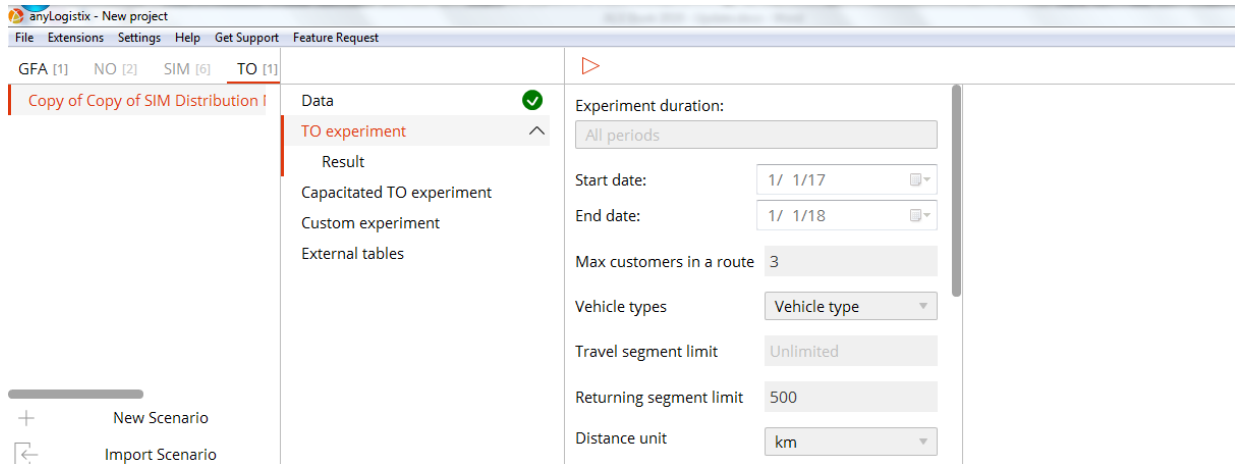 anyLogistix - New project
File Extensions Settings Help Get Support Feature Request
GFA [1] NO [2] SIM [6] TO [1]
Copy of Copy of SIM Distribution
Data
TO experiment
Result
Capacitated TO experiment
Custom experiment
External tables
New Scenario
Import Scenario
Experiment duration:
All periods
Start date: 1/ 1/17
End date: 1/ 1/18
Max customers in a route 3
Vehicle types Vehicle type
Travel segment limit Unlimited
Returning segment limit 500
Distance unit km